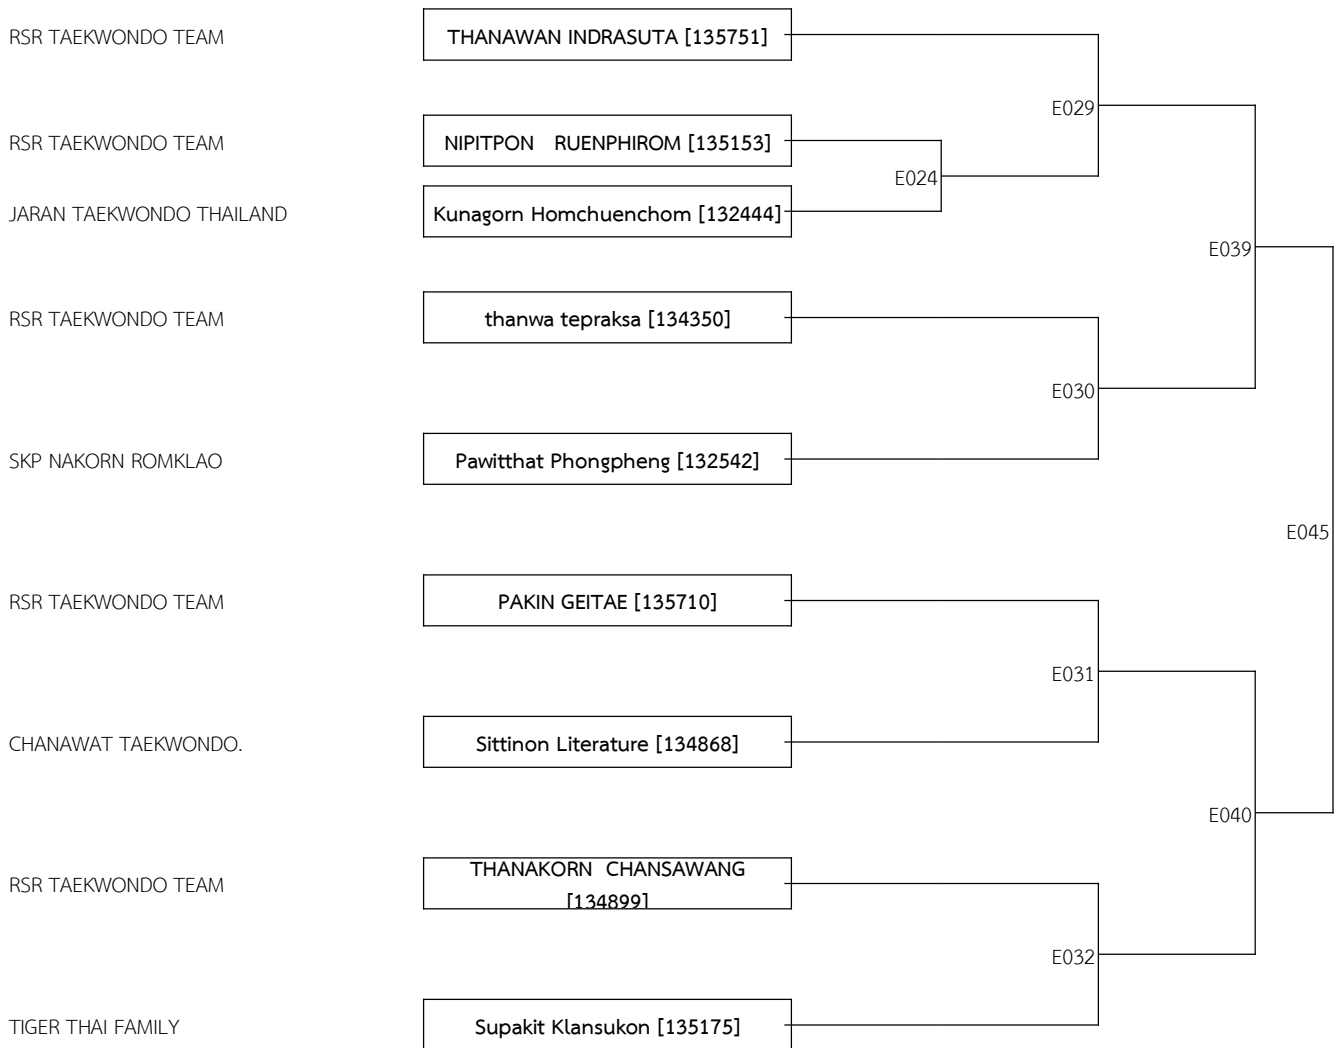 RSR TAEKWONDO TEAM
THANAWAN INDRASUTA [135751]
E029
RSR TAEKWONDO TEAM
NIPITPON RUENPHIROM [135153]
E024
JARAN TAEKWONDO THAILAND
Kunagorn Homchuenchom [132444]
E039
RSR TAEKWONDO TEAM
thanwa tepraksa [134350]
E030
SKP NAKORN ROMKLAO
Pawitthat Phongpheng [132542]
E045
RSR TAEKWONDO TEAM
PAKIN GEITAE [135710]
E031
CHANAWAT TAEKWONDO.
Sittinon Literature [134868]
E040
RSR TAEKWONDO TEAM
THANAKORN CHANSAWANG
[134899]
E032
TIGER THAI FAMILY
Supakit Klansukon [135175]